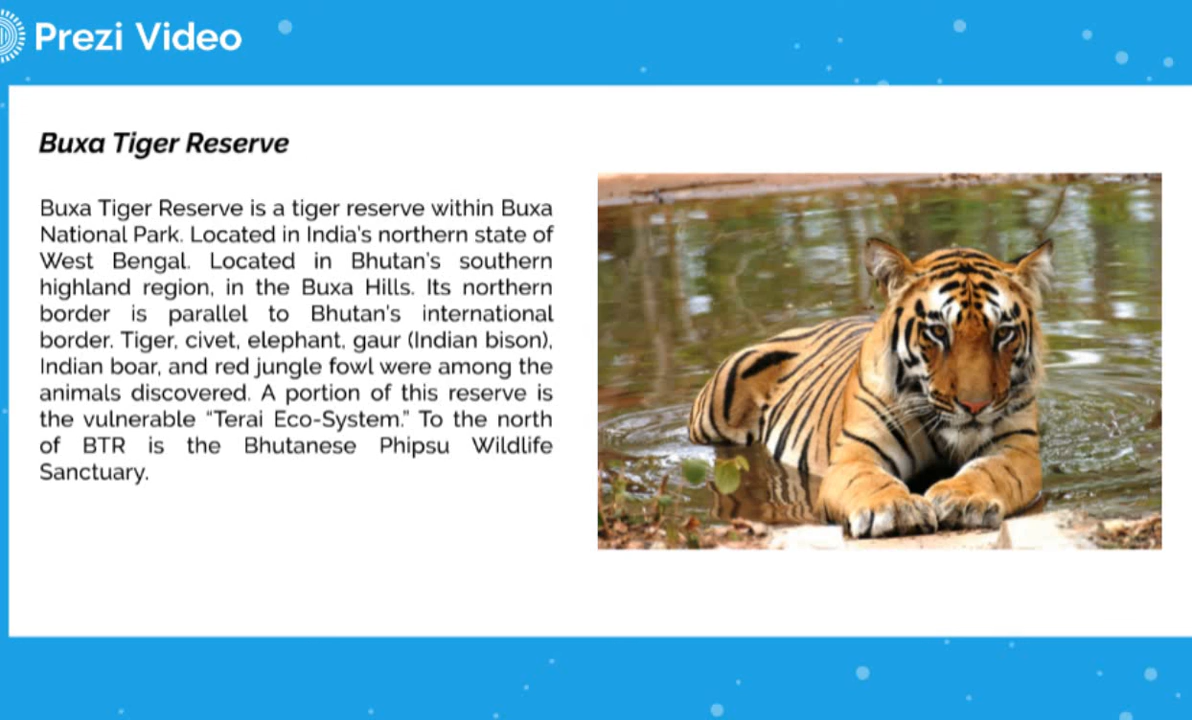 Prezi Video
Buxa Tiger Reserve
Buxa Tiger Reserve is a tiger reserve within Buxa
National Park. Located in India's northern state of
West Bengal. Located in Bhutan's southern
highland region, in the Buxa Hills. Its northern
border is parallel to Bhutan's international
border. Tiger, civet, elephant, gaur (Indian bison),
Indian boar, and red jungle fowl were among the
animals discovered. A portion of this reserve is
the vulnerable “Terai Eco-System.” To the north
of BTR is the Bhutanese Phipsu Wildlife
Sanctuary.